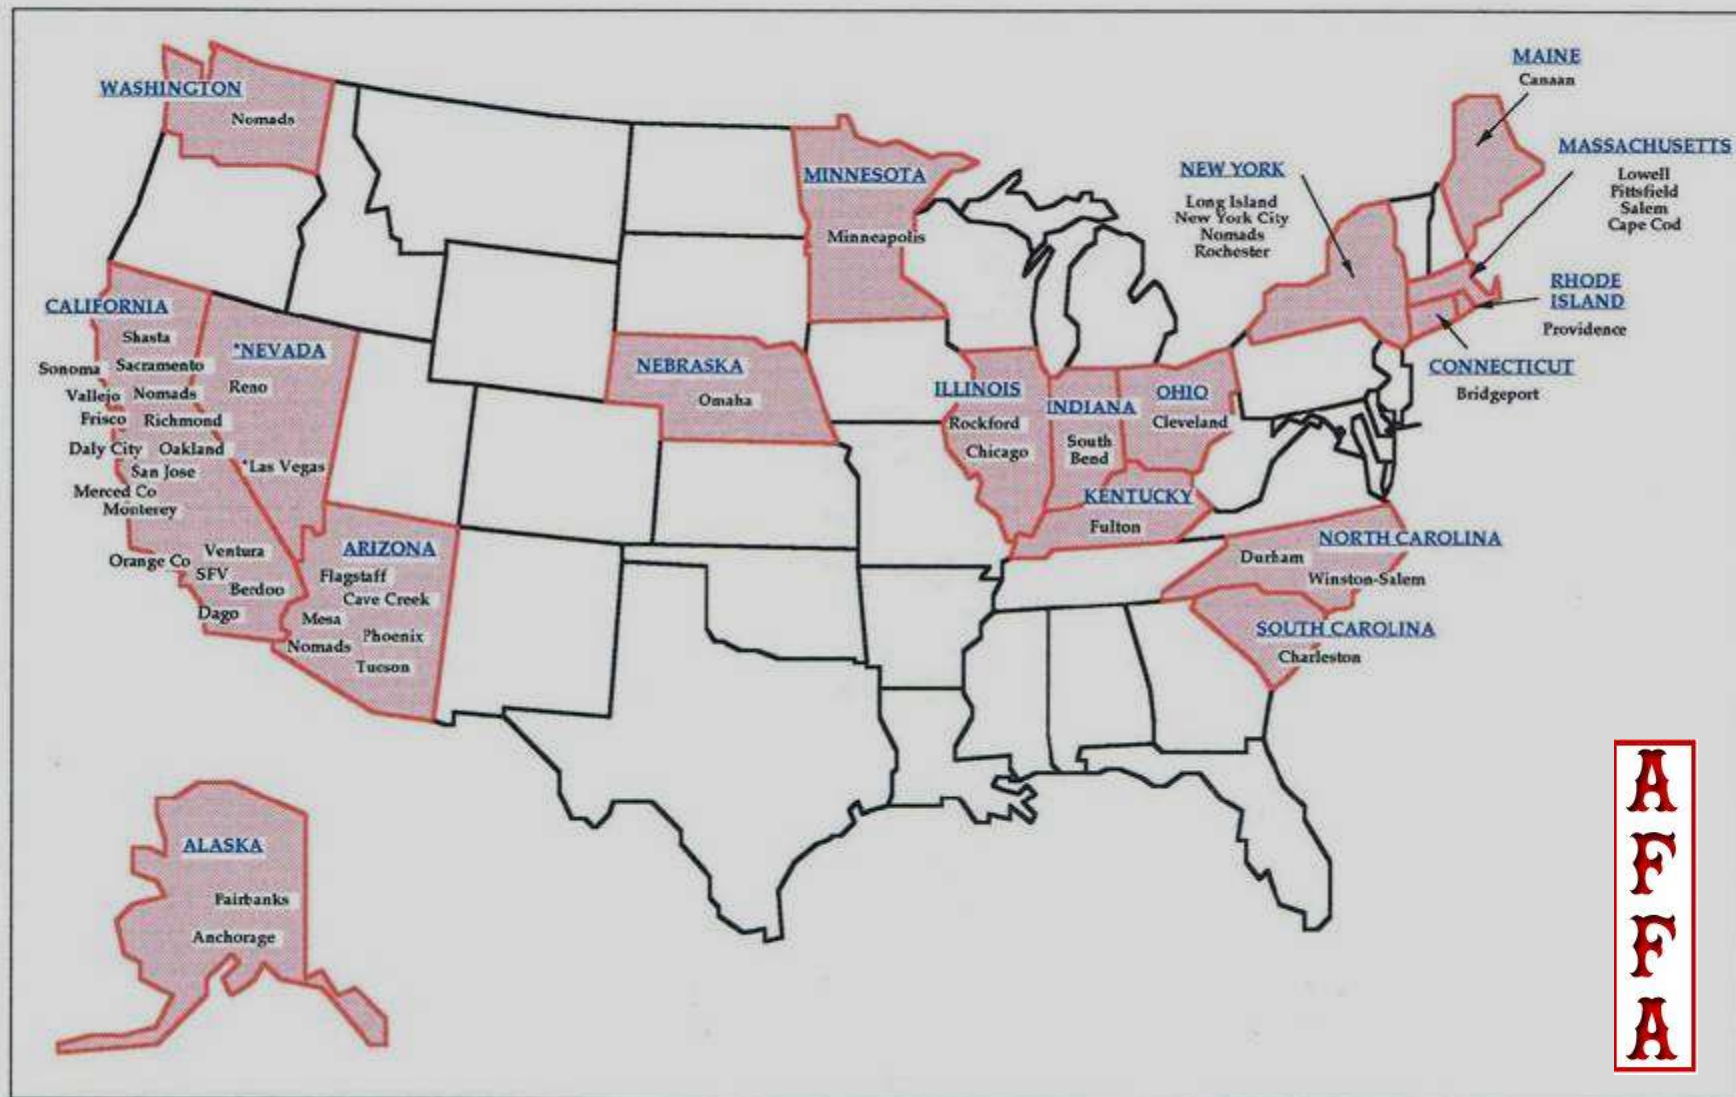 WASHINGTON
Nomads
CALIFORNIA
Shasta
Sonoma
Sacramento
Vallejo
Nomads
Frisco
Richmond
Daly City
Oakland
San Jose
Merced Co
Monterey
Orange Co
Ventura
SFV
Berdoo
Dago
*NEVADA
Reno
*Las Vegas
ARIZONA
Flagstaff
Cave Creek
Mesa
Phoenix
Nomads
Tucson
ALASKA
Fairbanks
Anchorage
MINNESOTA
Minneapolis
NEBRASKA
Omaha
ILLINOIS
Rockford
Chicago
INDIANA
South
Bend
OHIO
Cleveland
KENTUCKY
Fulton
NEW YORK
Long Island
New York City
Nomads
Rochester
MAINE
Canaan
MASSACHUSETTS
Lowell
Pittsfield
Salem
Cape Cod
RHODE
ISLAND
Providence
CONNECTICUT
Bridgeport
NORTH CAROLINA
Durham
Winston-Salem
SOUTH CAROLINA
Charleston
A
F
F
A